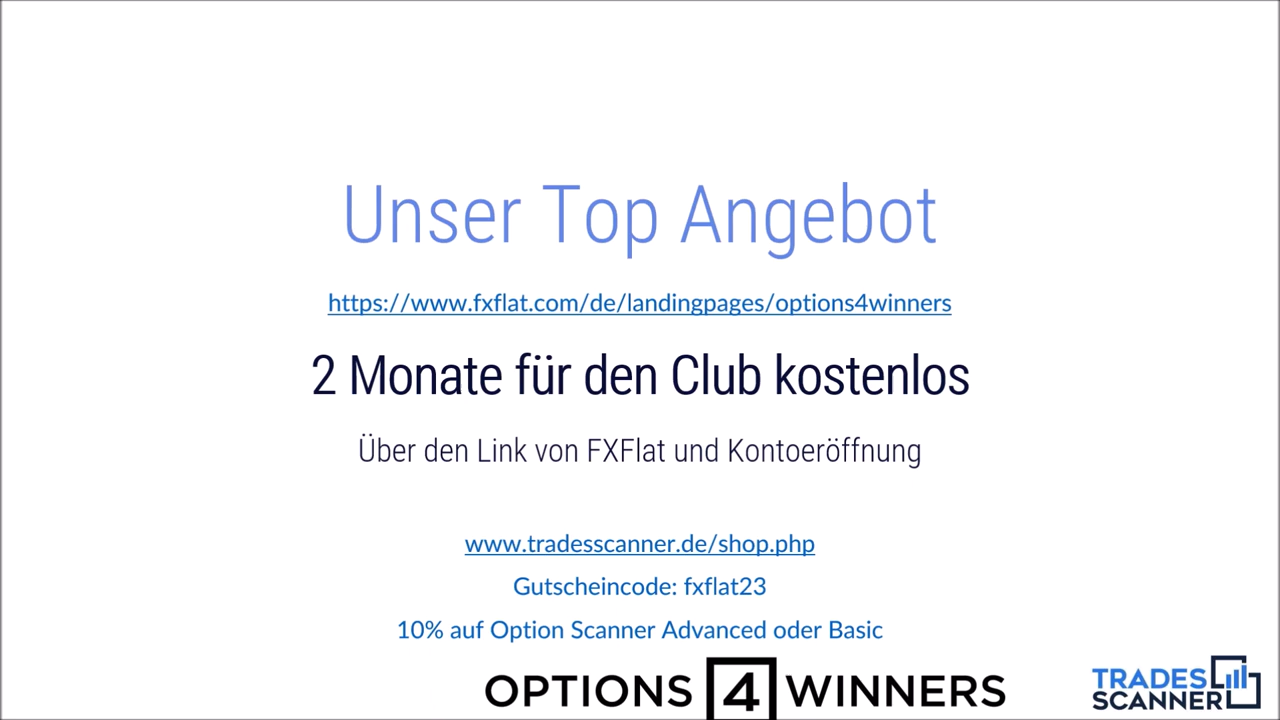 Unser Top Angebot
https://www.fxflat.com/de/landingpages/options4winners
2 Monate für den Club kostenlos
Über den Link von FXFlat und Kontoeröffnung
www.tradesscanner.de/shop.php
Gutscheincode: fxflat23
10% auf Option Scanner Advanced oder Basic
OPTIONS 4 WINNERS
TRADES
SCANNER